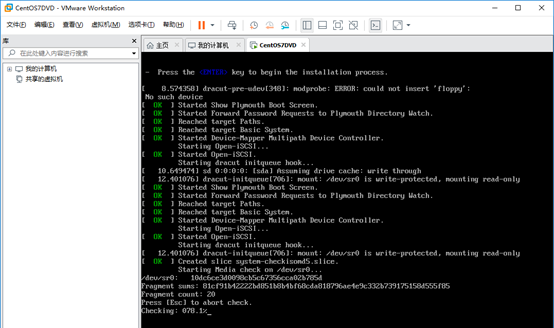 CentOS7DVD - VMware Workstation
文件(F) 编辑(E) 查看(V) 虚拟机(M) 选项卡(T) 帮助(H)
库
在此处键入内容进行搜索
我的计算机
共享的虚拟机
主页
我的计算机
CentOS7DVD
- Press the <ENTER> key to begin the installation process.
[ 8.574358] dracut-pre-udev[348]: modprobe: ERROR: could not insert 'floppy':
No such device
[ OK ] Started Show Plymouth Boot Screen.
[ OK ] Started Forward Password Requests to Plymouth Directory Watch.
[ OK ] Reached target Paths.
[ OK ] Reached target Basic System.
[ OK ] Started Device-Mapper Multipath Device Controller.
Starting Open-iSCSI...
[ OK ] Started Open-iSCSI.
Starting dracut initqueue hook...
[ 10.649474] sd 0:0:0:0: [sda] Assuming drive cache: write through
[ 12.401076] dracut-initqueue[706]: mount: /dev/sr0 is write-protected, mounting read-only
[ OK ] Started Show Plymouth Boot Screen.
[ OK ] Started Forward Password Requests to Plymouth Directory Watch.
[ OK ] Reached target Paths.
[ OK ] Reached target Basic System.
[ OK ] Started Device-Mapper Multipath Device Controller.
Starting Open-iSCSI...
[ OK ] Started Open-iSCSI.
Starting dracut initqueue hook...
[ 12.401076] dracut-initqueue[706]: mount: /dev/sr0 is write-protected, mounting read-only
[ OK ] Created slice system-checkisomd5.slice.
Starting Media check on /dev/sr0...
/dev/sr0: 10dc6ce3d0098cb5c67356cca02b785d
Fragment sums: 81cf91b42222bd851b8b4bf68cda818796ae4e9c332b739175158d555f85
Fragment count: 20
Press [Esc] to abort check.
Checking: 078.1%_